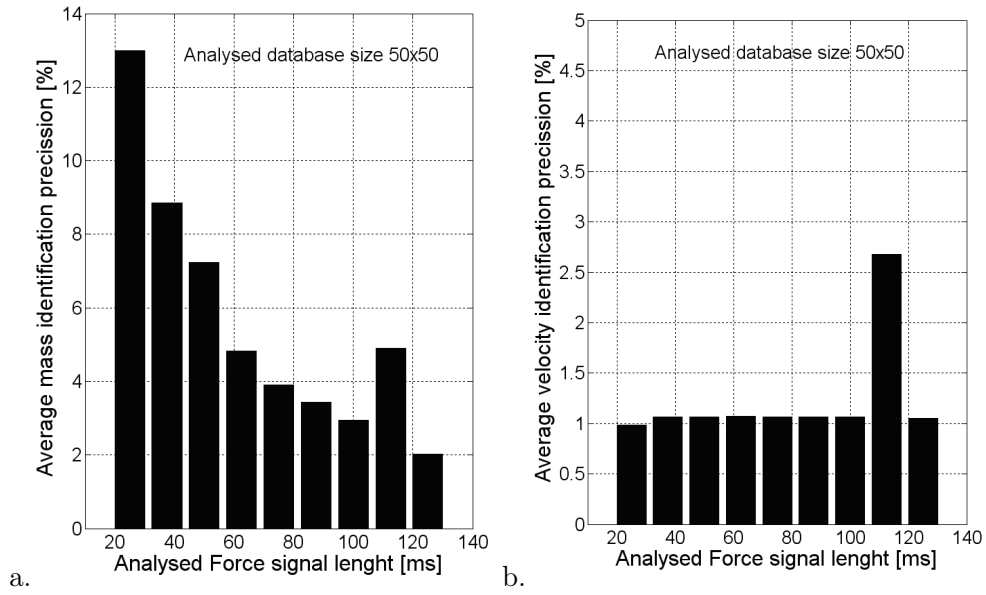 Average mass identification precission [%]
14
12
10
8
6
4
2
0
Analysed database size 50x50
20 40 60 80 100 120 140
Analysed Force signal lenght [ms]
a.
Average velocity identification precission [%]
5
4.5
4
3.5
3
2.5
2
1.5
1
0.5
0
Analysed database size 50x50
20 40 60 80 100 120 140
Analysed Force signal lenght [ms]
b.